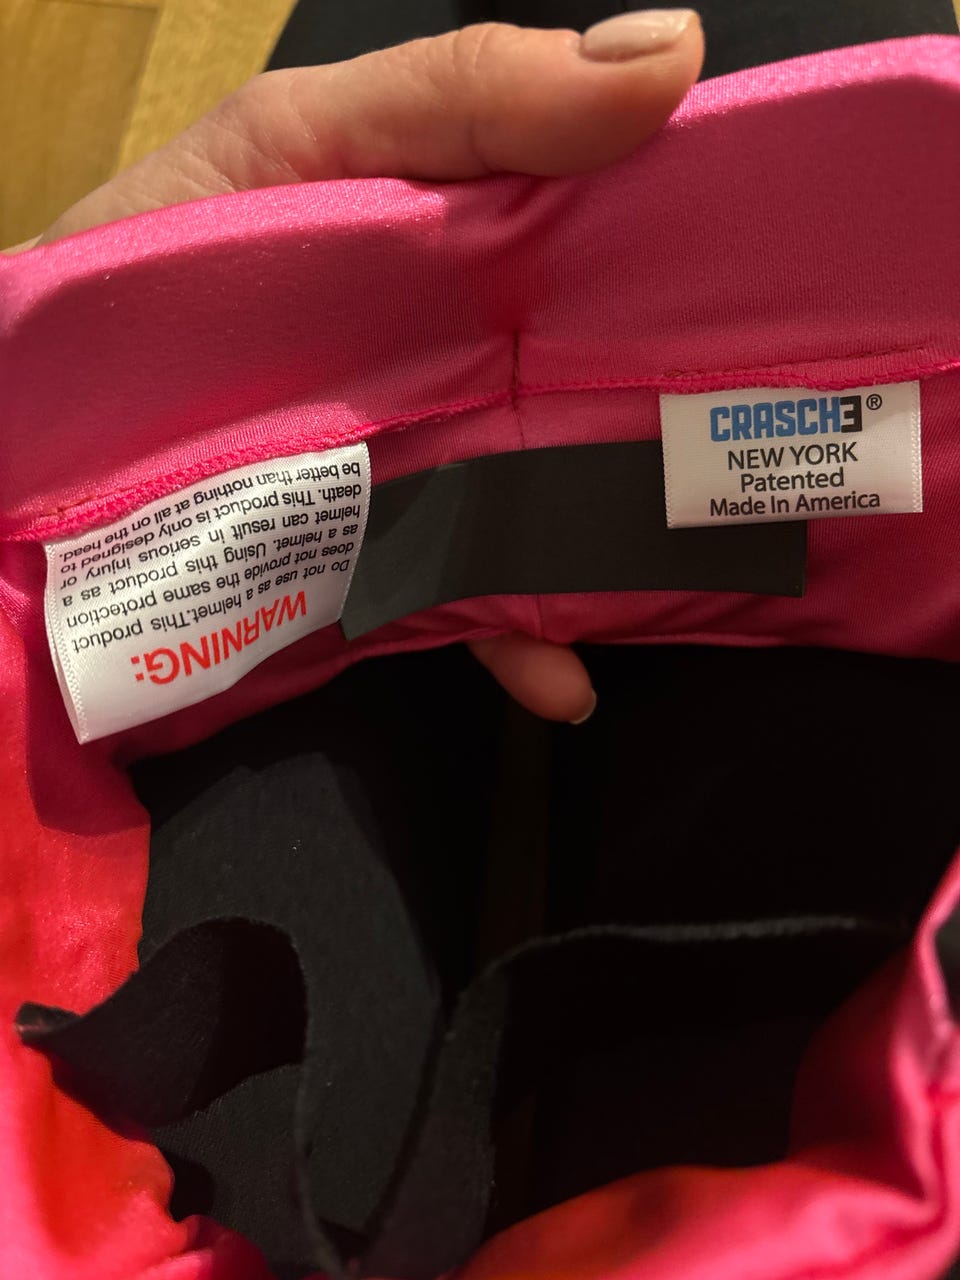 CRASCHE®
NEW YORK
Patented
Made In America
WARNING:
Do not use as a helmet.This product
does not provide the same protection
as a helmet. Using this product as a
helmet can result in serious injury or
death. This product is only designed to
be better than nothing at all on the head.